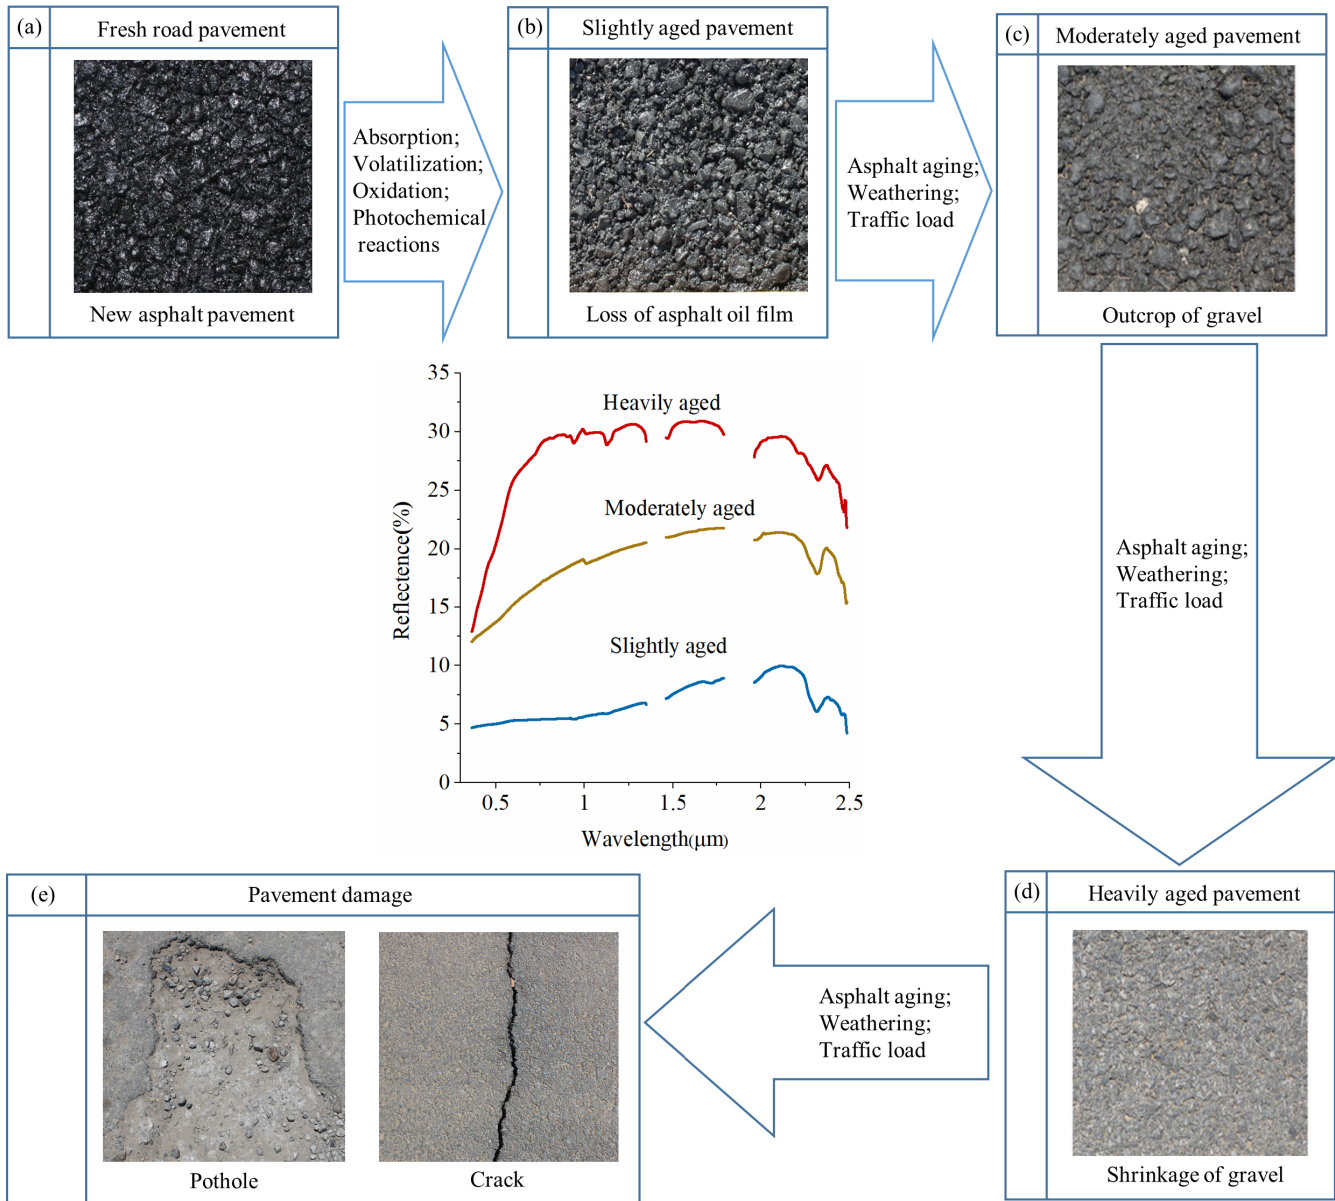 (a)
Fresh road pavement
New asphalt pavement
Absorption;
Volatilization;
Oxidation;
Photochemical
reactions
(b)
Slightly aged pavement
Loss of asphalt oil film
Asphalt aging;
Weathering;
Traffic load
(c)
Moderately aged pavement
Outcrop of gravel
Asphalt aging;
Weathering;
Traffic load
35
30
25
20
15
10
5
0
Reflectence(%)
Heavily aged
Moderately aged
Slightly aged
0.5
1
1.5
2
2.5
Wavelength(μm)
(d)
Heavily aged pavement
Shrinkage of gravel
Asphalt aging;
Weathering;
Traffic load
(e)
Pavement damage
Pothole
Crack